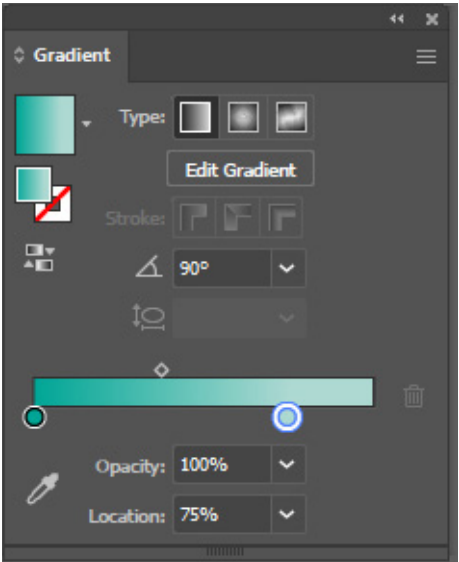 Gradient
Type:
Edit Gradient
Stroke:
90°
Opacity: 100%
Location: 75%